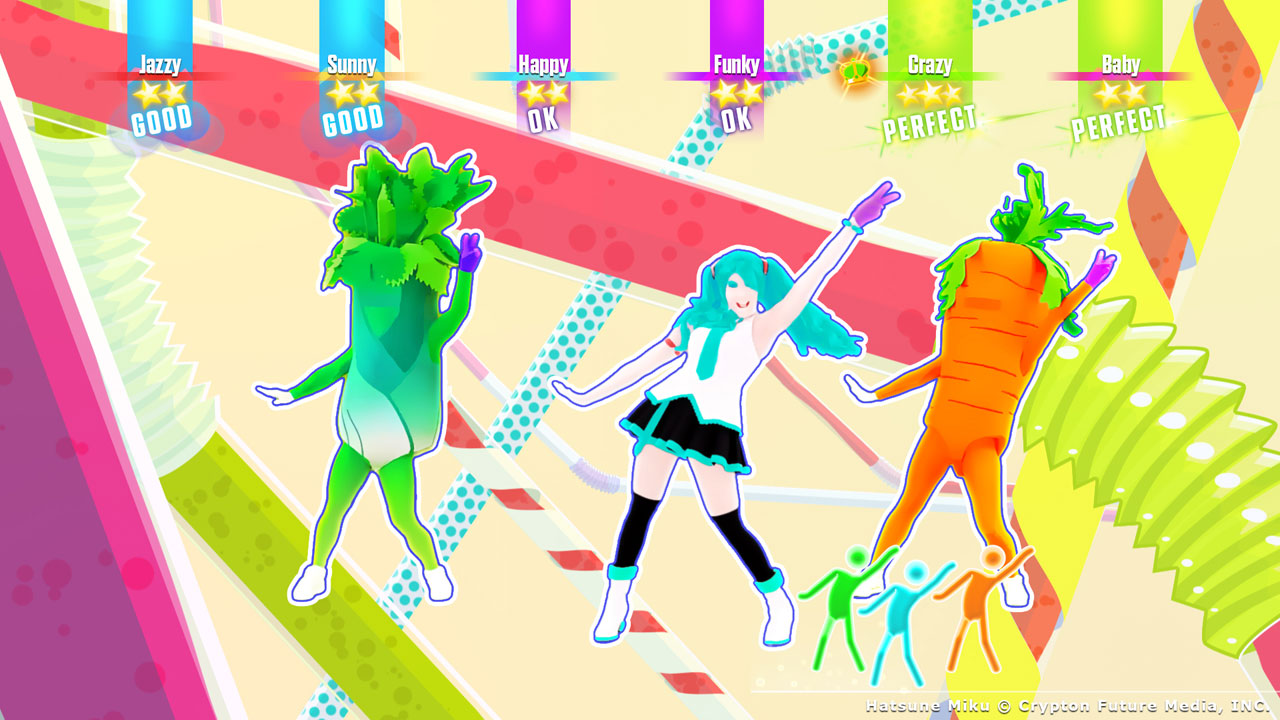 Jazzy
GOOD
Sunny
GOOD
Happy
OK
Funky
OK
Crazy
PERFECT
Baby
PERFECT
Hatsune Miku © Crypton Future Media, INC.